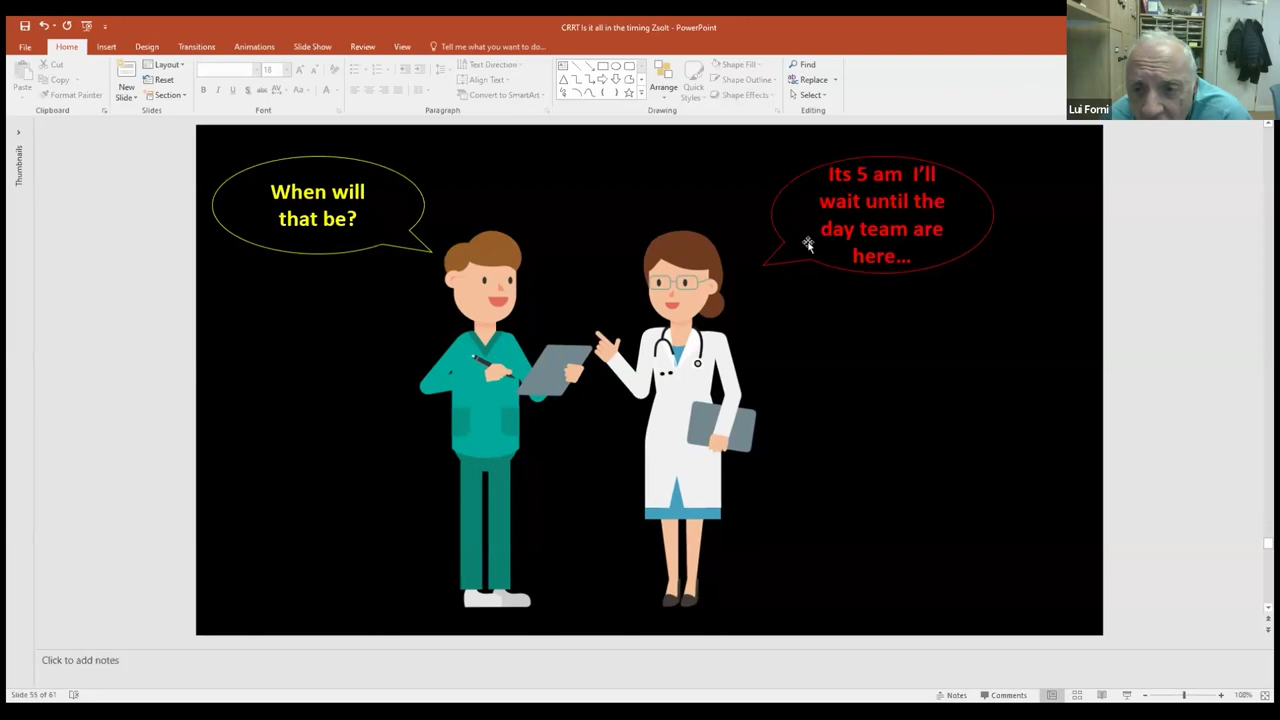 CRRT Is it all in the timing Zsolt - PowerPoint
File Home Insert Design Transitions Animations Slide Show Review View Tell me what you want to do...
Paste
Cut
Copy
Format Painter
Clipboard
New Slide
Layout
Reset
Section
Slides
18
B I U S abc AV Aa A
Font
Text Direction
Align Text
Convert to SmartArt
Paragraph
Arrange
Quick Styles
Shape Fill
Shape Outline
Shape Effects
Drawing
Find
Replace
Select
Editing
Lui Forni
Thumbnails
When will
that be?
Its 5 am I’ll
wait until the
day team are
here...
Click to add notes
Slide 55 of 61
Notes Comments 108%